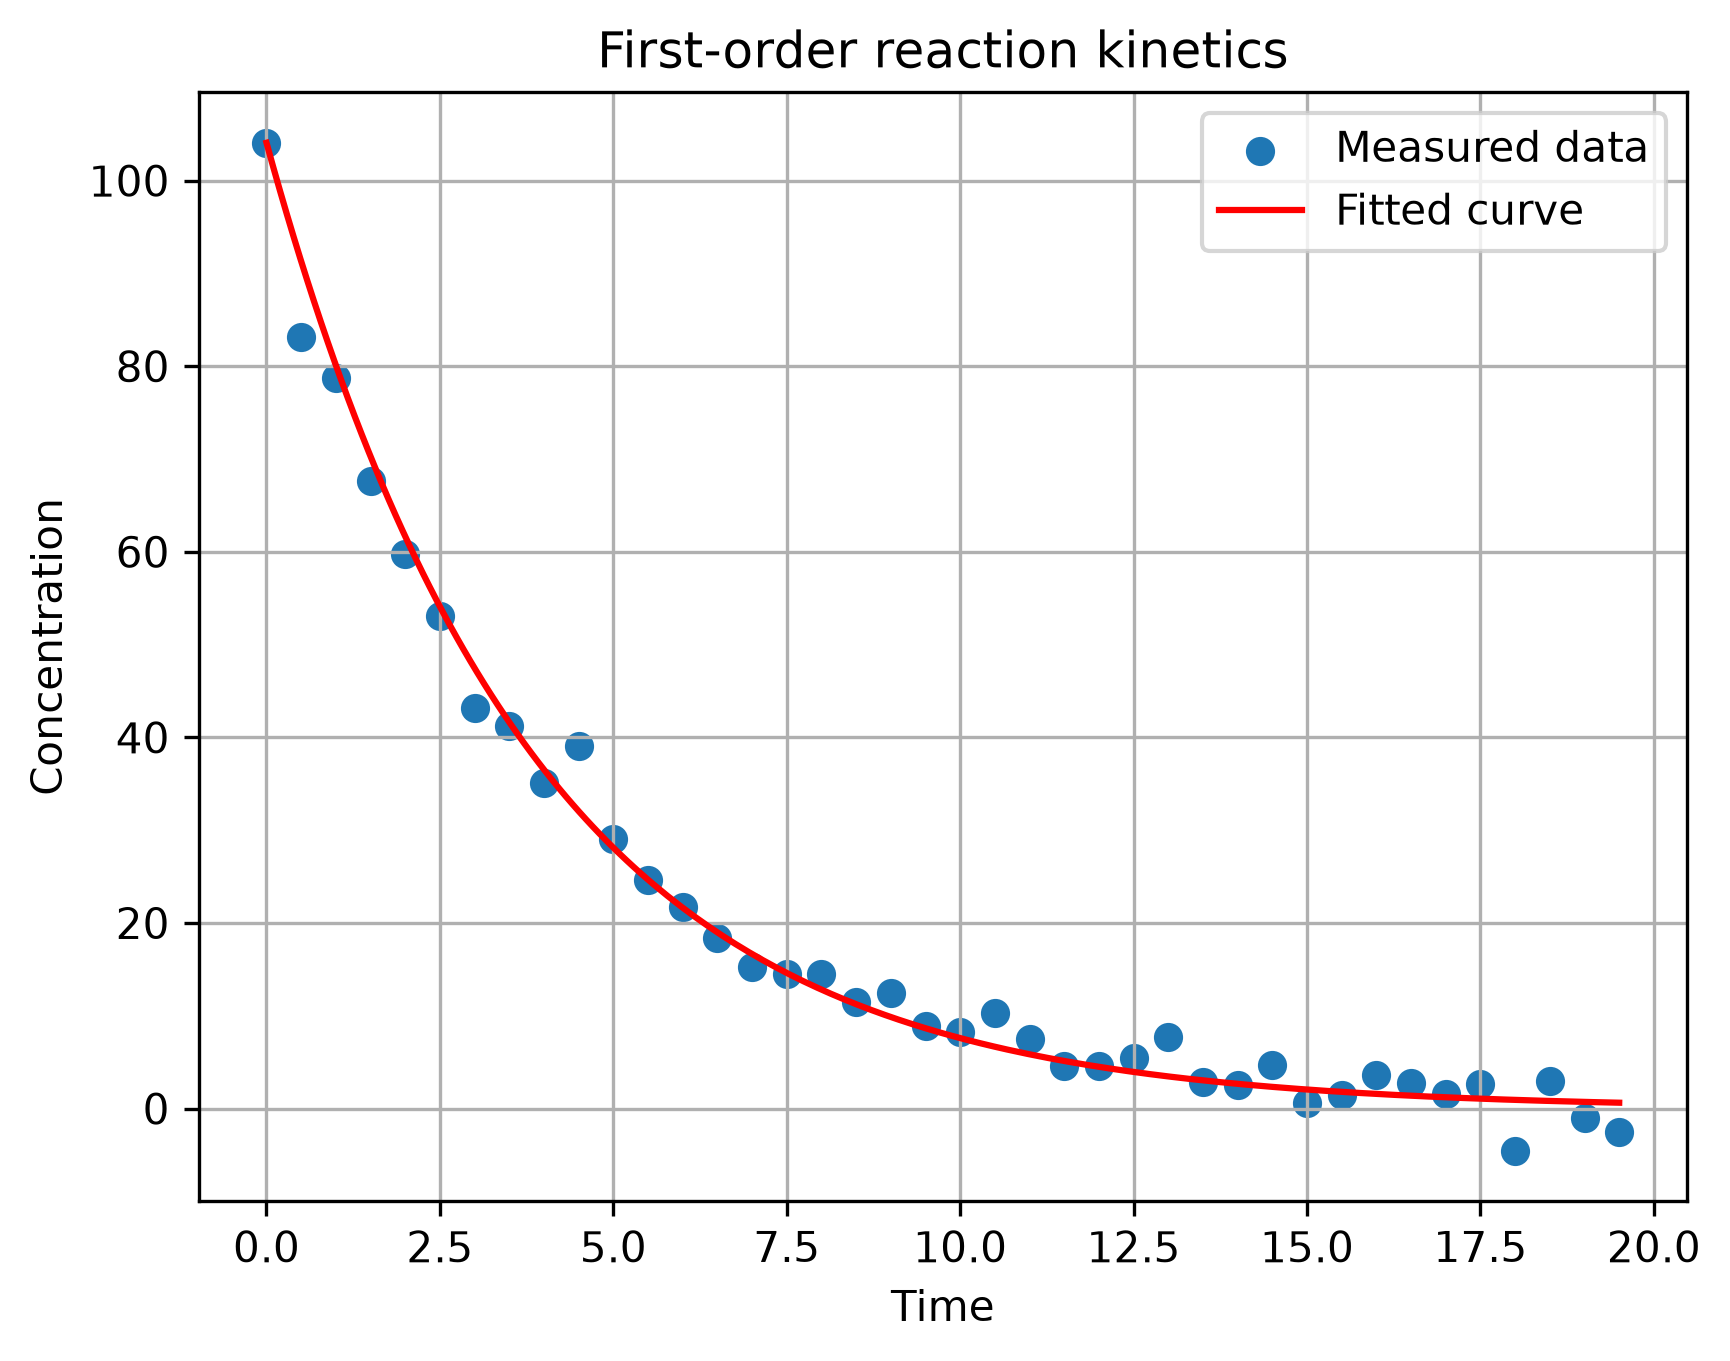 First-order reaction kinetics
Measured data
Fitted curve
100
80
60
40
20
0
Concentration
0.0 2.5 5.0 7.5 10.0 12.5 15.0 17.5 20.0
Time